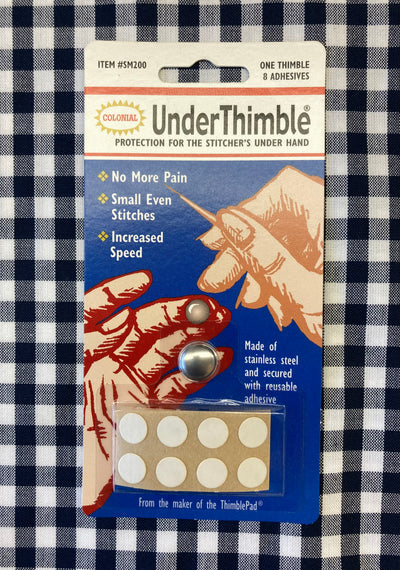 ITEM #SM200
ONE THIMBLE
8 ADHESIVES
COLONIAL
UnderThimble®
PROTECTION FOR THE STITCHER'S UNDER HAND
❖ No More Pain
❖ Small Even
Stitches
❖ Increased
Speed
Made of
stainless steel
and secured
with reusable
adhesive
From the maker of the ThimblePad®